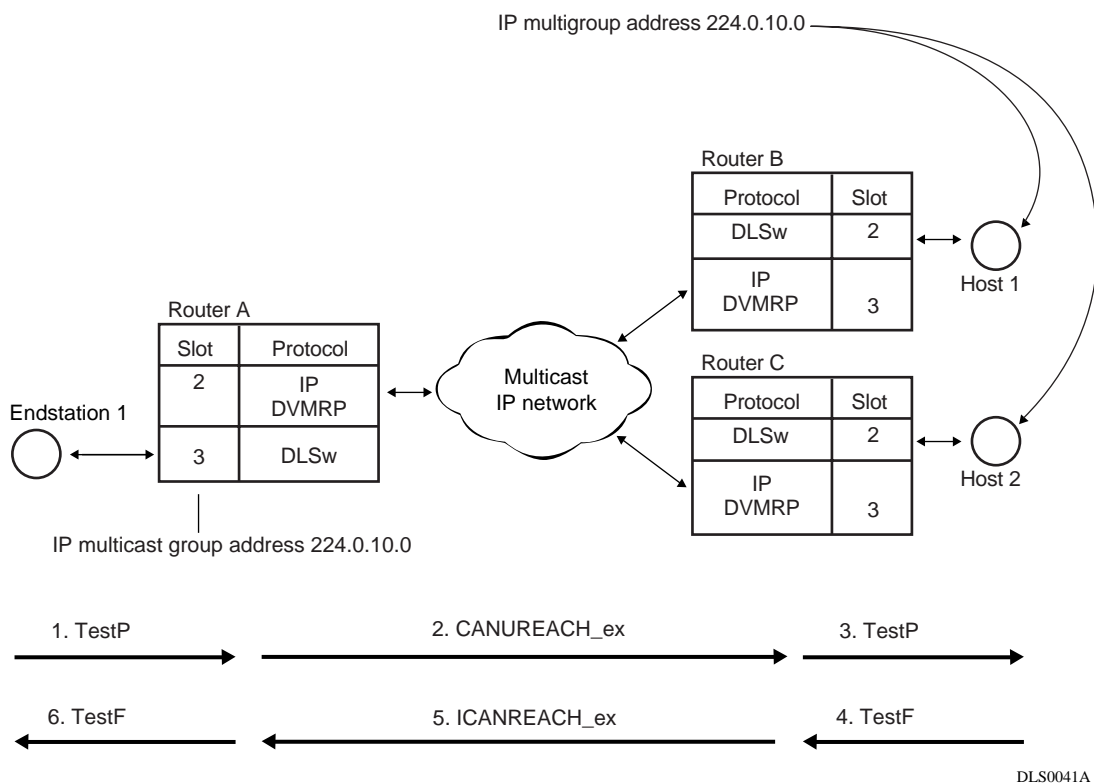 IP multigroup address 224.0.10.0
Router B
Protocol Slot
DLSw 2
IP
DVMRP 3
Host 1
Router A
Slot Protocol
2 IP
DVMRP
3 DLSw
Endstation 1
Multicast
IP network
Router C
Protocol Slot
DLSw 2
IP
DVMRP 3
Host 2
IP multicast group address 224.0.10.0
1. TestP
2. CANUREACH_ex
3. TestP
6. TestF
5. ICANREACH_ex
4. TestF
DLS0041A